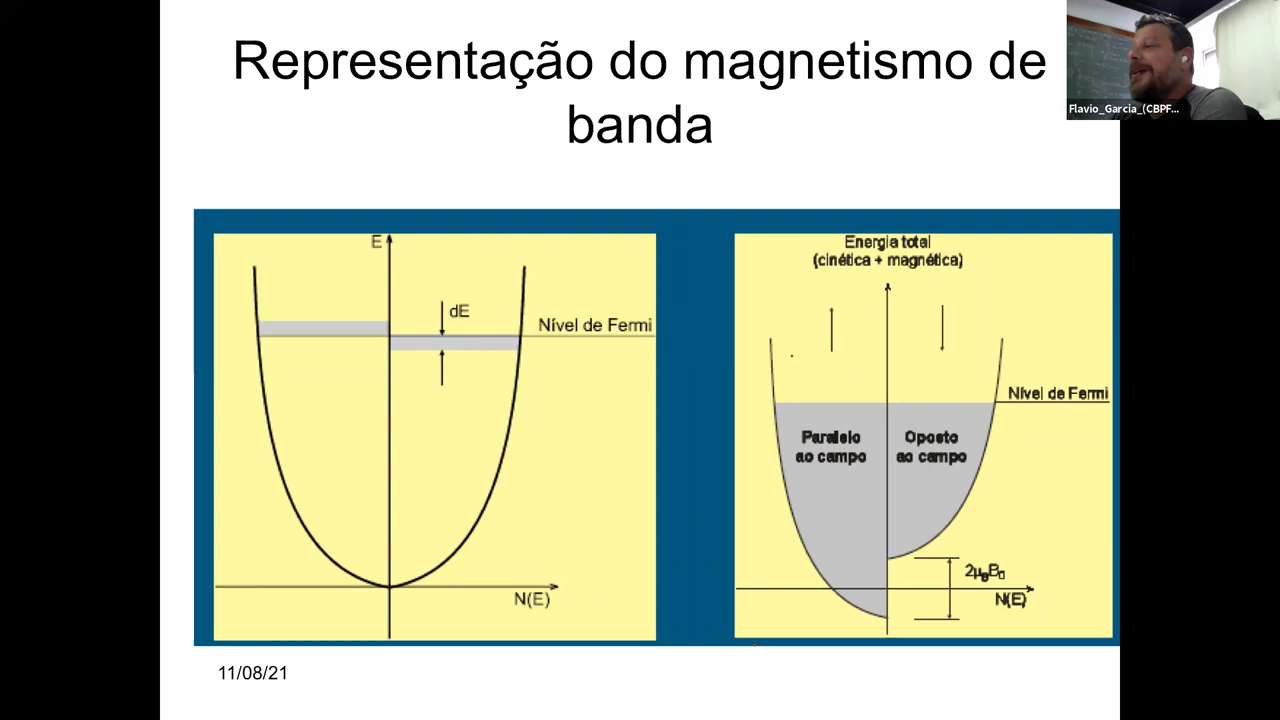 Representação do magnetismo de
banda
Flavio_Garcia_(CBPF...
E
dE
Nível de Fermi
N(E)
Energia total
(cinética + magnética)
Nível de Fermi
Paralelo
ao campo
Oposto
ao campo
N(E)
11/08/21